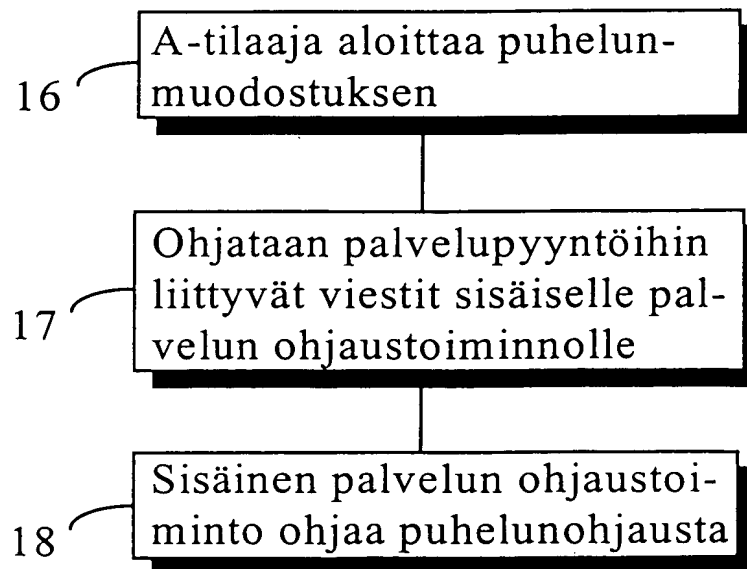 A-tilaaja aloittaa puhelun-
muodostuksen
16
Ohjataan palvelupyyntöihin
liittyvät viestit sisäiselle pal-
velun ohjaustoiminnolle
17
Sisäinen palvelun ohjaustoi-
minto ohjaa puhelunohjausta
18